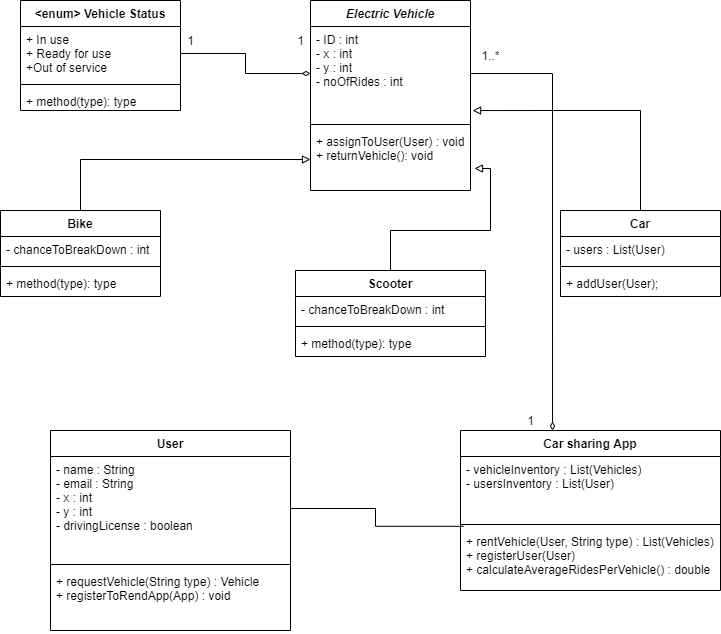 <enum> Vehicle Status
+ In use
+ Ready for use
+Out of service
+ method(type): type
1
1
Electric Vehicle
- ID : int
- x : int
- y : int
- noOfRides : int
+ assignToUser(User) : void
+ returnVehicle(): void
1..*
Bike
- chanceToBreakDown : int
+ method(type): type
Scooter
- chanceToBreakDown : int
+ method(type): type
Car
- users : List(User)
+ addUser(User);
1
User
- name : String
- email : String
- x : int
- y : int
- drivingLicense : boolean
+ requestVehicle(String type) : Vehicle
+ registerToRendApp(App) : void
Car sharing App
- vehicleInventory : List(Vehicles)
- usersInventory : List(User)
+ rentVehicle(User, String type) : List(Vehicles)
+ registerUser(User)
+ calculateAverageRidesPerVehicle() : double